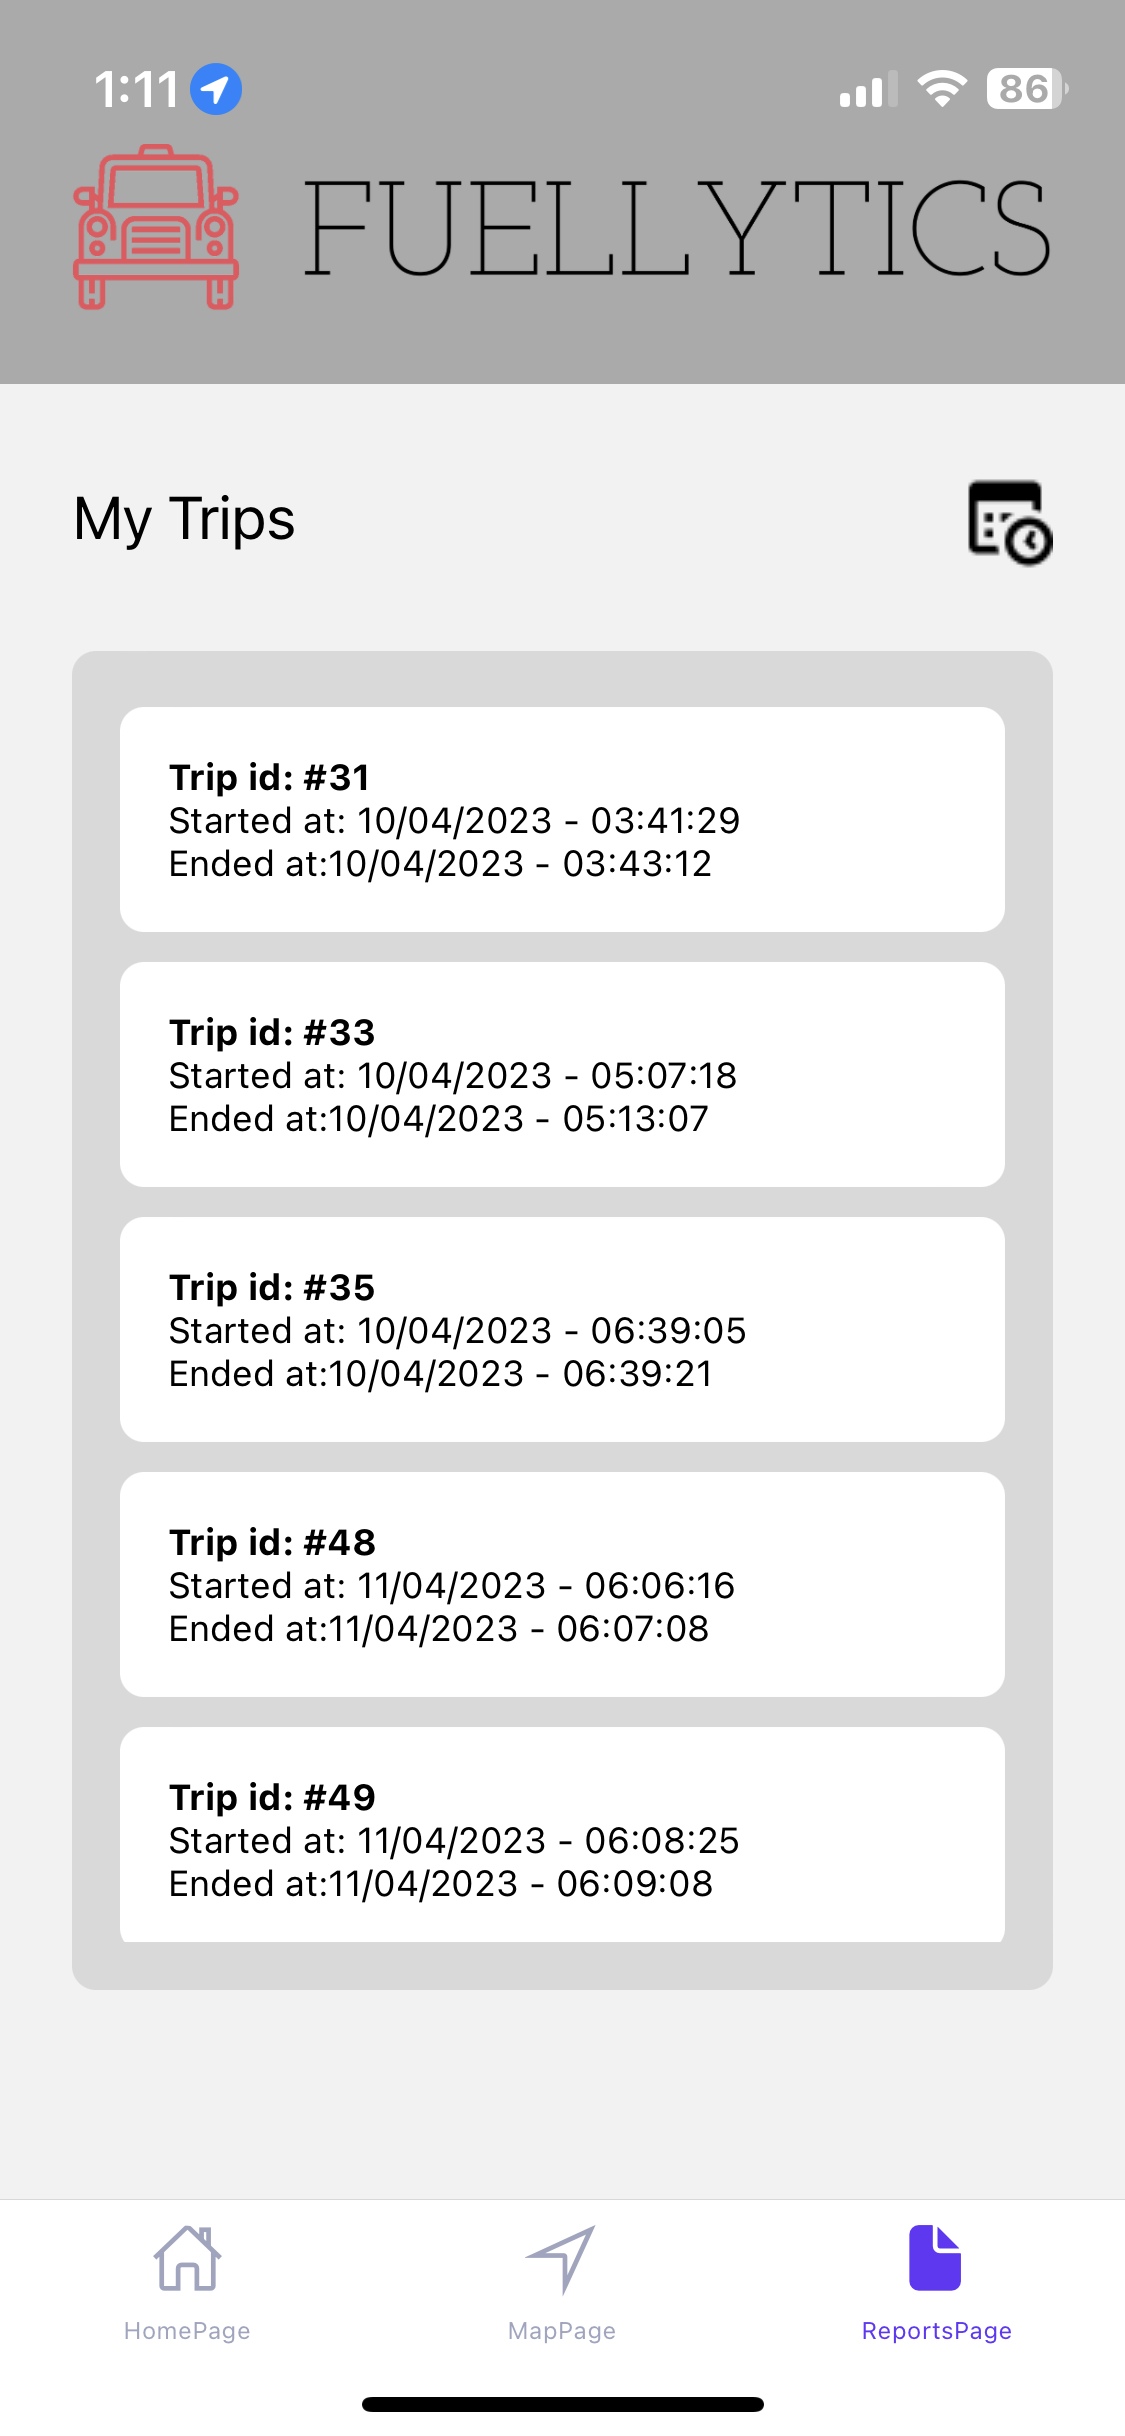 1:11
86
FUELLYTICS
My Trips
Trip id: #31
Started at: 10/04/2023 - 03:41:29
Ended at:10/04/2023 - 03:43:12
Trip id: #33
Started at: 10/04/2023 - 05:07:18
Ended at:10/04/2023 - 05:13:07
Trip id: #35
Started at: 10/04/2023 - 06:39:05
Ended at:10/04/2023 - 06:39:21
Trip id: #48
Started at: 11/04/2023 - 06:06:16
Ended at:11/04/2023 - 06:07:08
Trip id: #49
Started at: 11/04/2023 - 06:08:25
Ended at:11/04/2023 - 06:09:08
HomePage
MapPage
ReportsPage